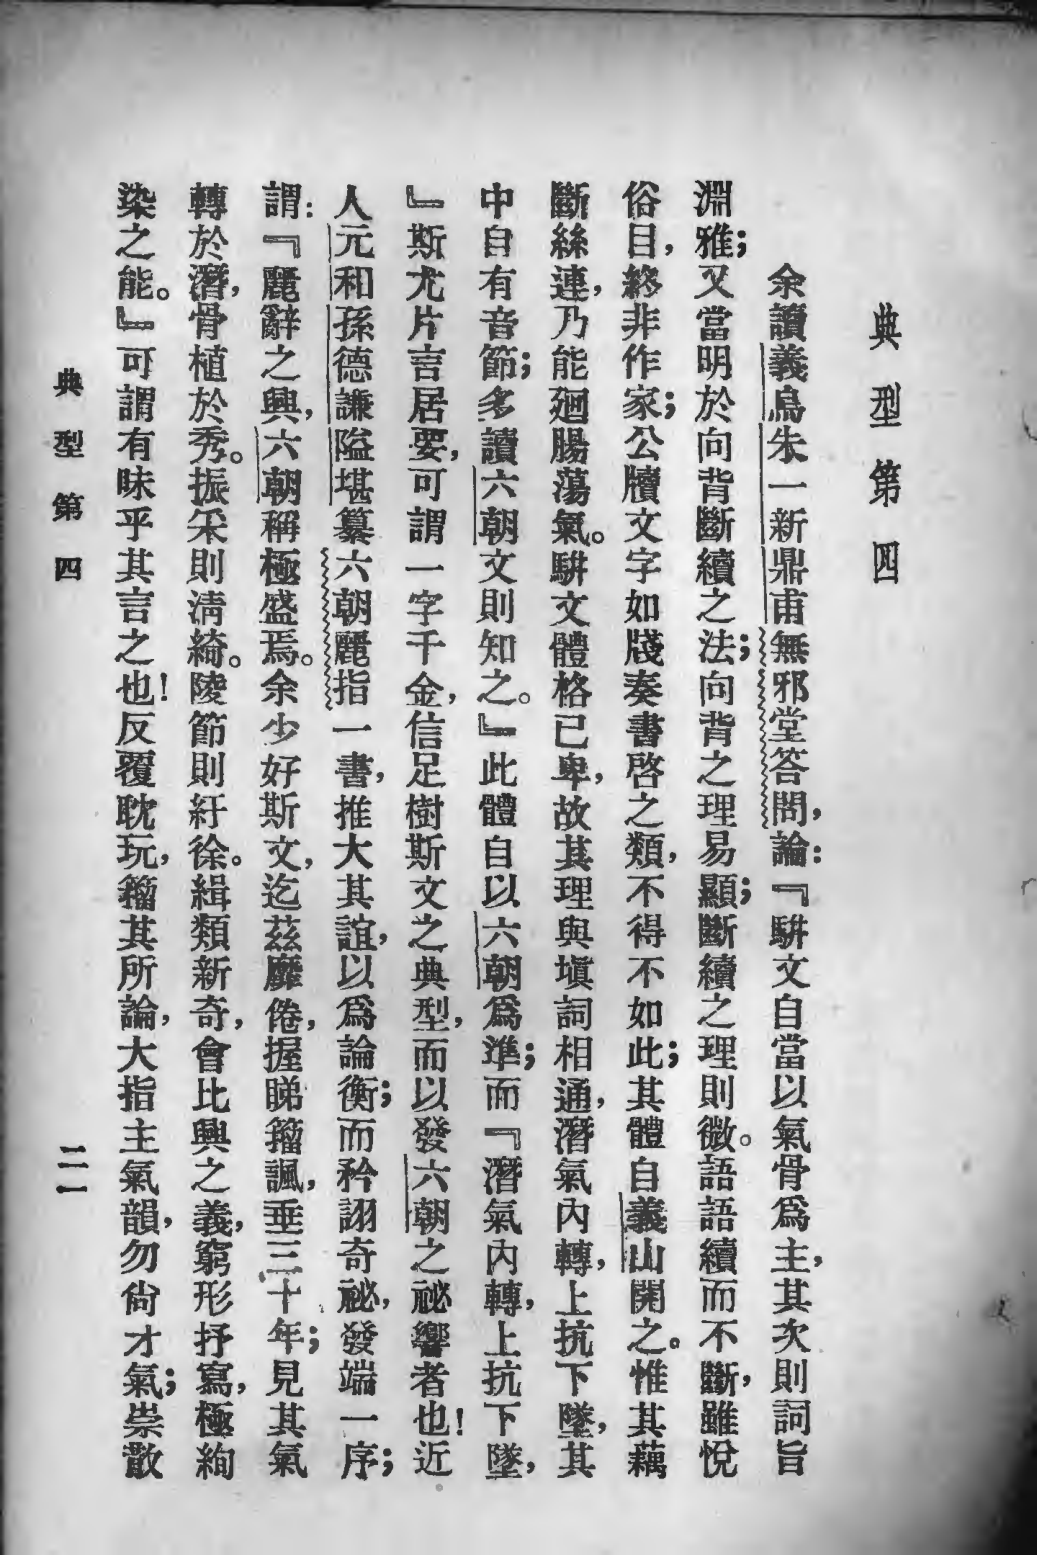 典型第四
余讀義烏朱一新鼎甫無邪堂答問，論：『駢文自當以氣骨爲主，其次則詞旨
淵雅；又當明於向背斷續之法；向背之理易顯；斷續之理則微。語語續而不斷，雖悅
俗目，終非作家；公牘文字如牋奏書啓之類，不得不如此；其體自義山開之。惟其藕
斷絲連，乃能廻腸蕩氣。駢文體格已卑，故其理與塡詞相通，潛氣內轉，上抗下墜，其
中自有音節；多讀六朝文則知之。』此體自以六朝爲準；而『潛氣內轉，上抗下墜，
』斯尤片言居要，可謂一字千金，信足樹斯文之典型，而以發六朝之祕響者也！近
人元和孫德謙隘堪纂六朝麗指一書，推大其誼，以爲論衡；而矜詡奇祕，發端一序；
謂：『麗辭之興，六朝稱極盛焉。余少好斯文，迄茲靡倦，握睇籀諷，垂三十年；見其氣
轉於潛，骨植於秀。振采則淸綺。陵節則紆徐。緝類新奇，會比興之義，窮形抒寫，極絢
染之能。』可謂有味乎其言之也！反覆耽玩，籀其所論，大指主氣韻，勿尙才氣；崇散
典型第四
二一